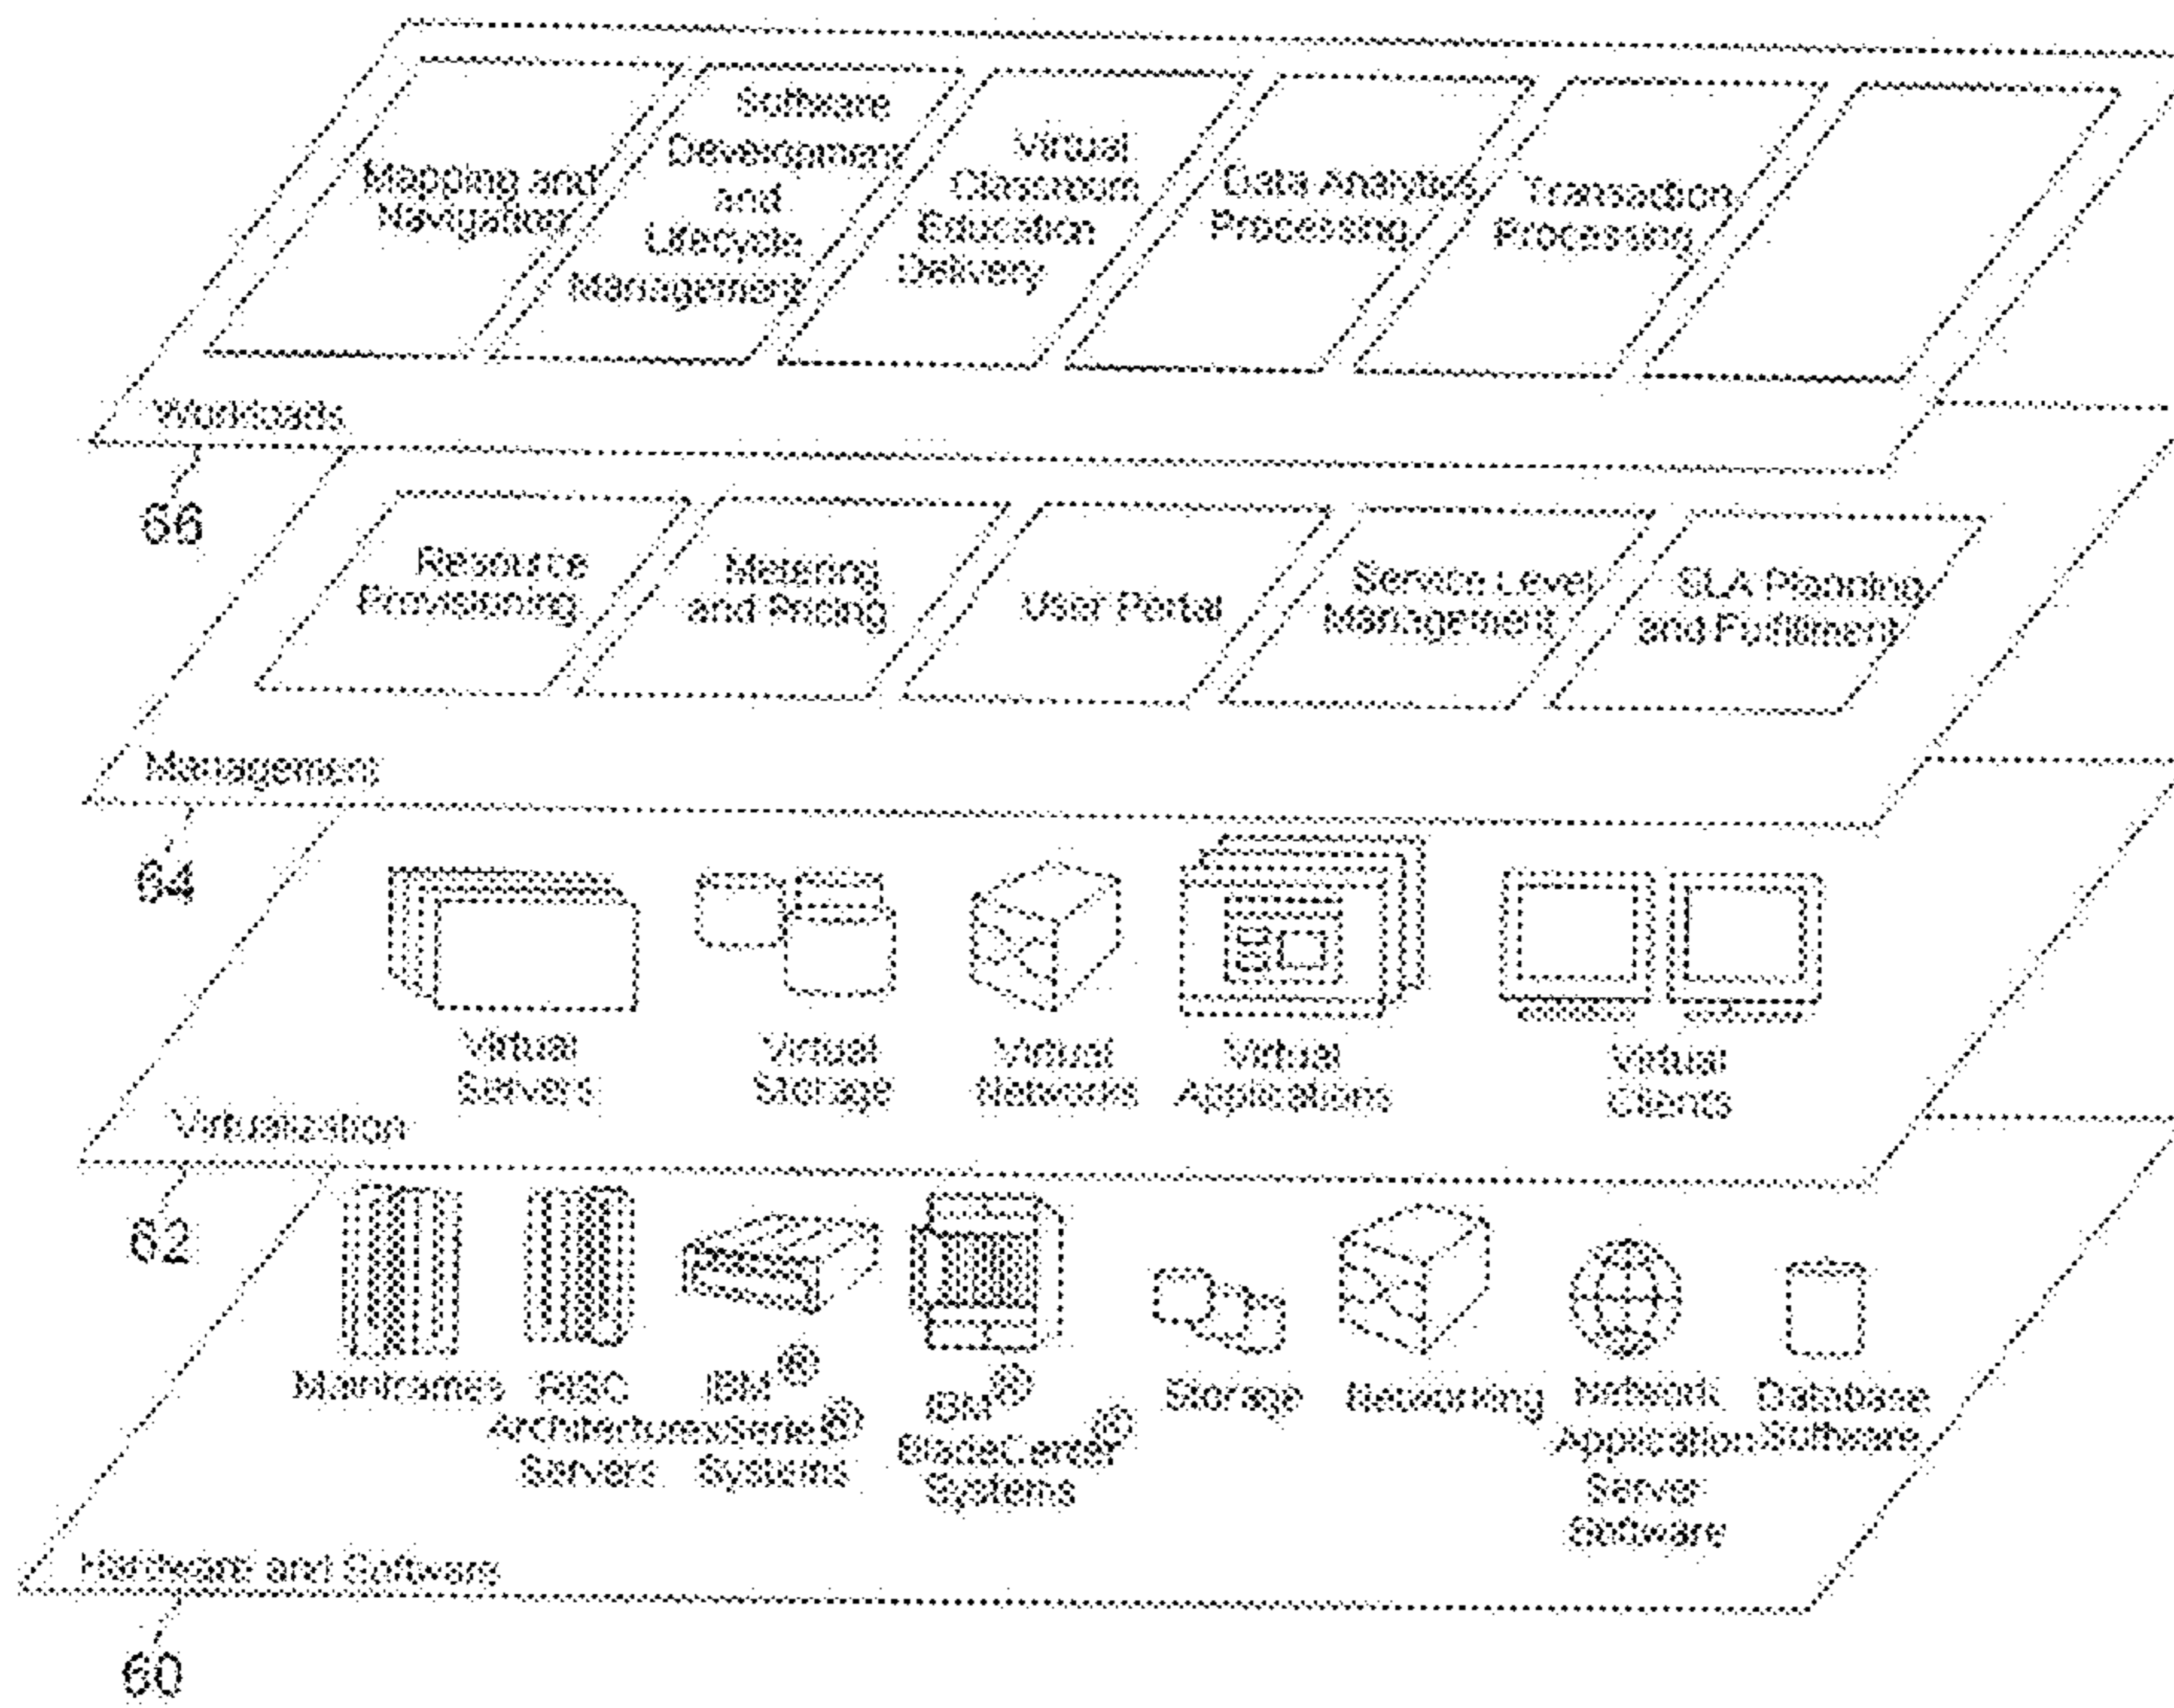 Mapping and
Navigation
Software
Development
and
Lifecycle
Management
Virtual
Classroom
Education
Delivery
Data Analytics
Processing
Transaction
Processing
Workloads
66
Resource
Provisioning
Metering
and Pricing
User Portal
Service Level
Management
SLA Planning
and Fulfillment
Management
64
Virtual
Servers
Virtual
Storage
Virtual
Networks
Virtual
Applications
Virtual
Clients
Virtualization
62
Mainframes
RISC
Architecture
Servers
IBM®
xSeries®
Systems
IBM®
BladeCenter®
Systems
Storage
Networking
Network
Application
Server
Software
Database
Software
Hardware and Software
60